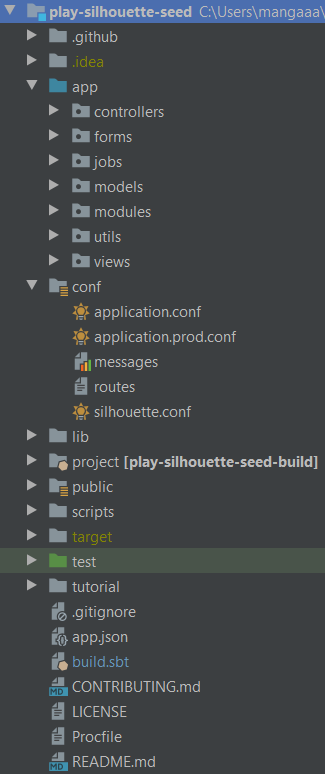 play-silhouette-seed C:\Users\mangaaa\
.github
.idea
app
controllers
forms
jobs
models
modules
utils
views
conf
application.conf
application.prod.conf
messages
routes
silhouette.conf
lib
project [play-silhouette-seed-build]
public
scripts
target
test
tutorial
.gitignore
app.json
build.sbt
CONTRIBUTING.md
LICENSE
Procfile
README.md